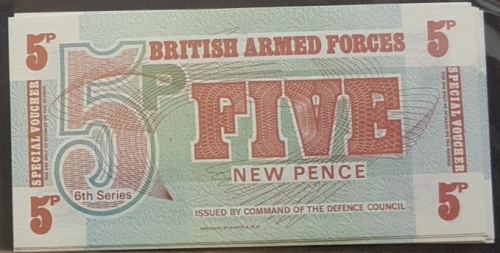 5P
BRITISH ARMED FORCES
5P
SPECIAL VOUCHER
5P
FIVE
NEW PENCE
6th Series
ISSUED BY COMMAND OF THE DEFENCE COUNCIL
SPECIAL VOUCHER
5P
5P